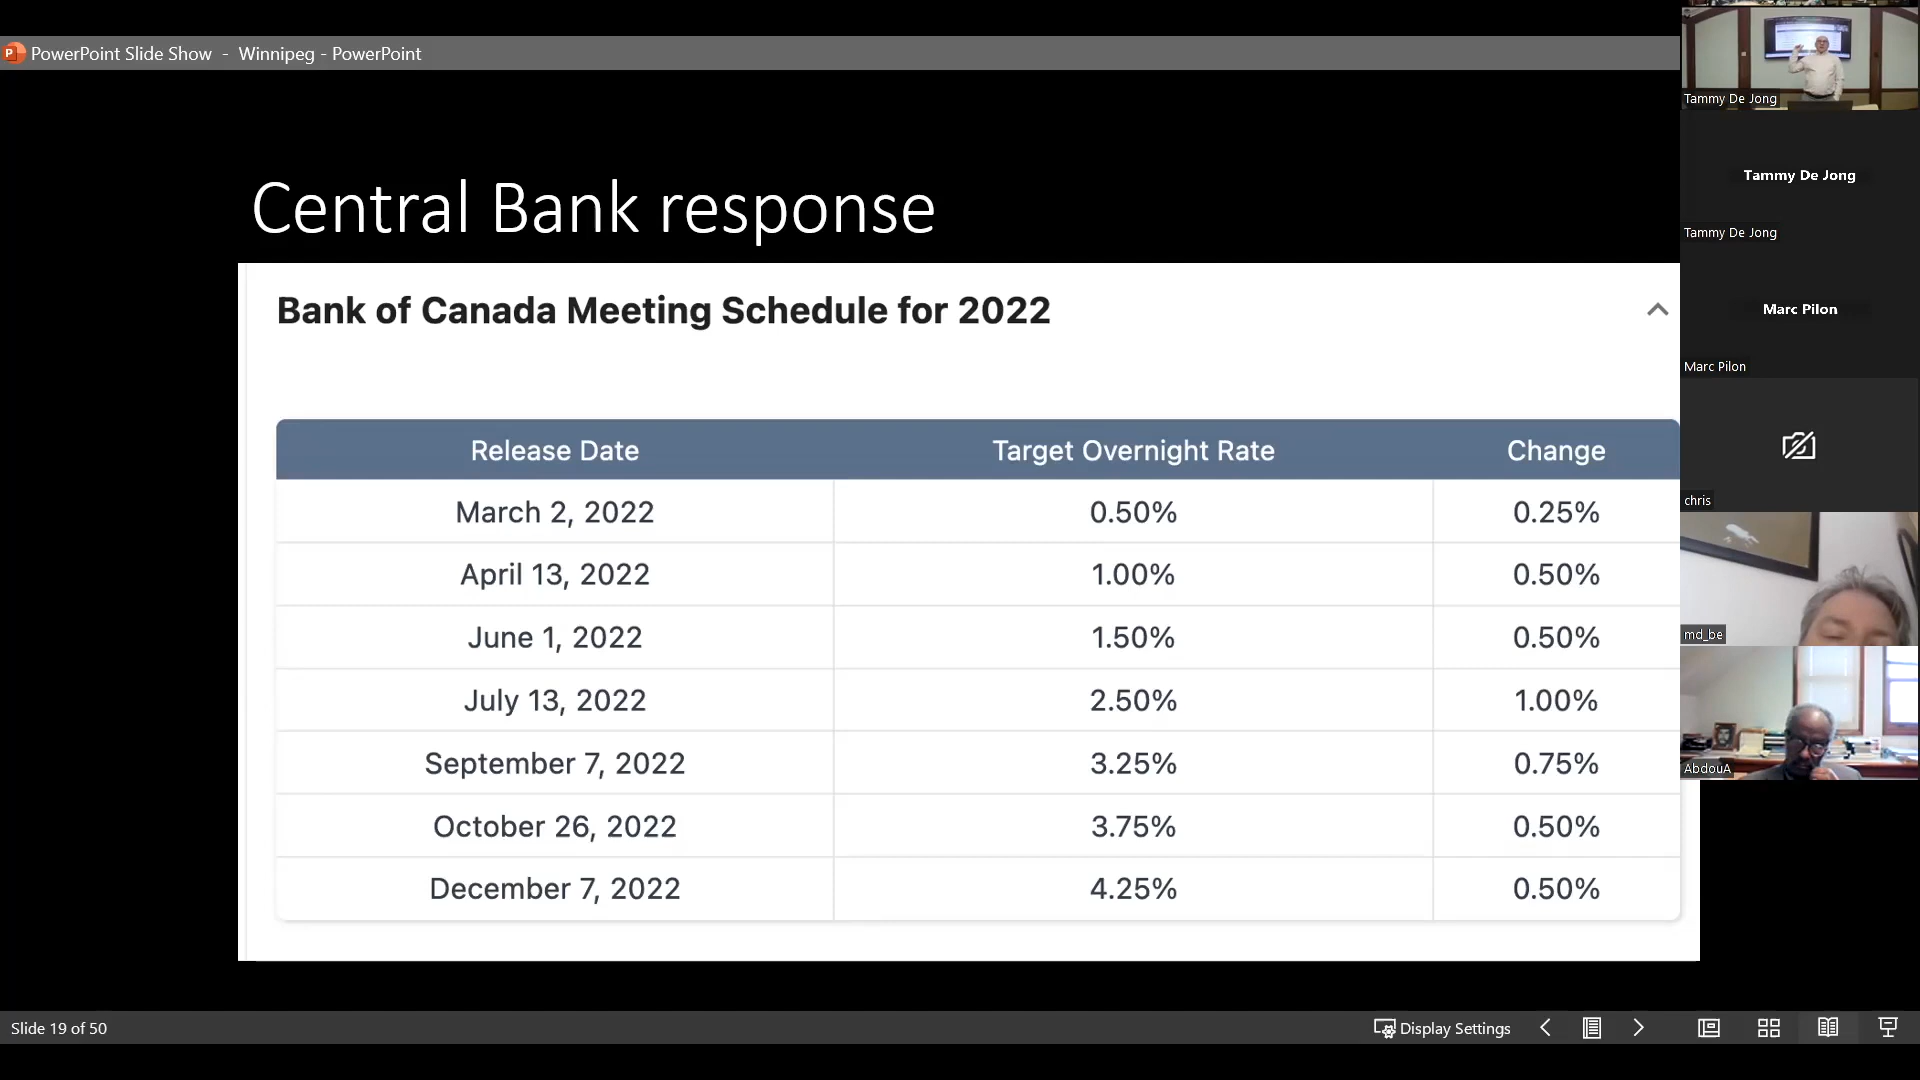 PowerPoint Slide Show - Winnipeg - PowerPoint
Central Bank response
Bank of Canada Meeting Schedule for 2022
Release Date Target Overnight Rate Change
March 2, 2022 0.50% 0.25%
April 13, 2022 1.00% 0.50%
June 1, 2022 1.50% 0.50%
July 13, 2022 2.50% 1.00%
September 7, 2022 3.25% 0.75%
October 26, 2022 3.75% 0.50%
December 7, 2022 4.25% 0.50%
Slide 19 of 50
Display Settings
Tammy De Jong
Tammy De Jong
Tammy De Jong
Marc Pilon
Marc Pilon
chris
md_be
AbdouA